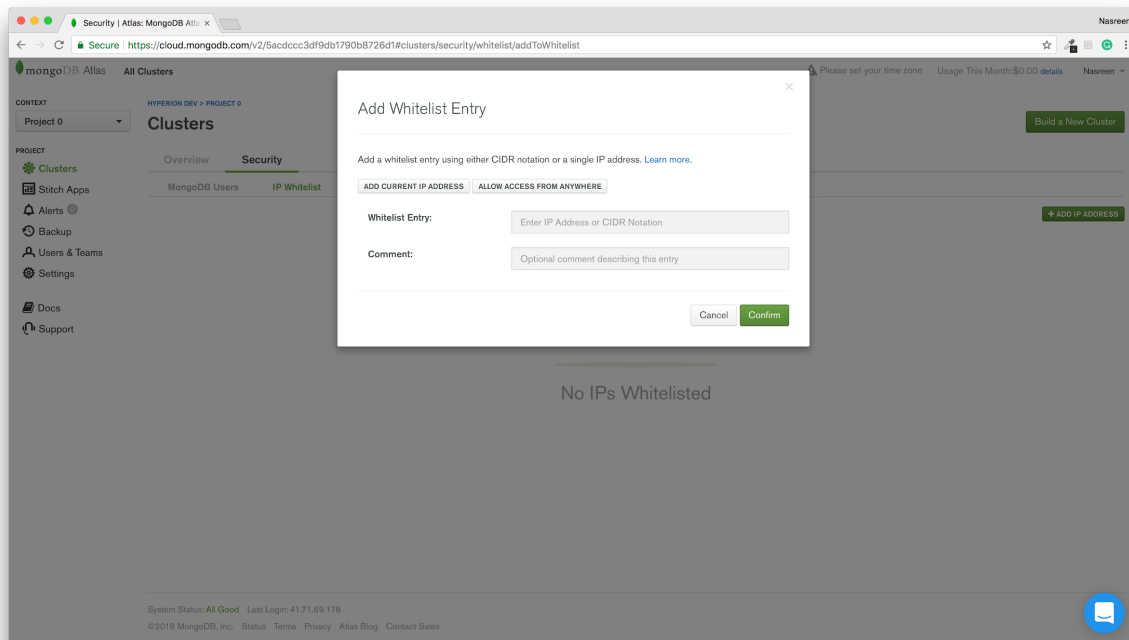 Security | Atlas: MongoDB Atla
Nasreen
Secure https://cloud.mongodb.com/v2/5acdccc3df9db1790b8726d1#clusters/security/whitelist/addToWhitelist
mongoDB Atlas All Clusters
Please set your time zone Usage This Month:$0.00 details Nasreen
CONTEXT
Project 0
PROJECT
Clusters
Stitch Apps
Alerts 0
Backup
Users & Teams
Settings
Docs
Support
HYPERION DEV > PROJECT 0
Clusters
Build a New Cluster
Overview Security
MongoDB Users IP Whitelist
+ ADD IP ADDRESS
Add Whitelist Entry
Add a whitelist entry using either CIDR notation or a single IP address. Learn more.
ADD CURRENT IP ADDRESS ALLOW ACCESS FROM ANYWHERE
Whitelist Entry: Enter IP Address or CIDR Notation
Comment: Optional comment describing this entry
Cancel Confirm
No IPs Whitelisted
System Status: All Good Last Login: 41.71.69.178
©2018 MongoDB, Inc. Status Terms Privacy Atlas Blog Contact Sales